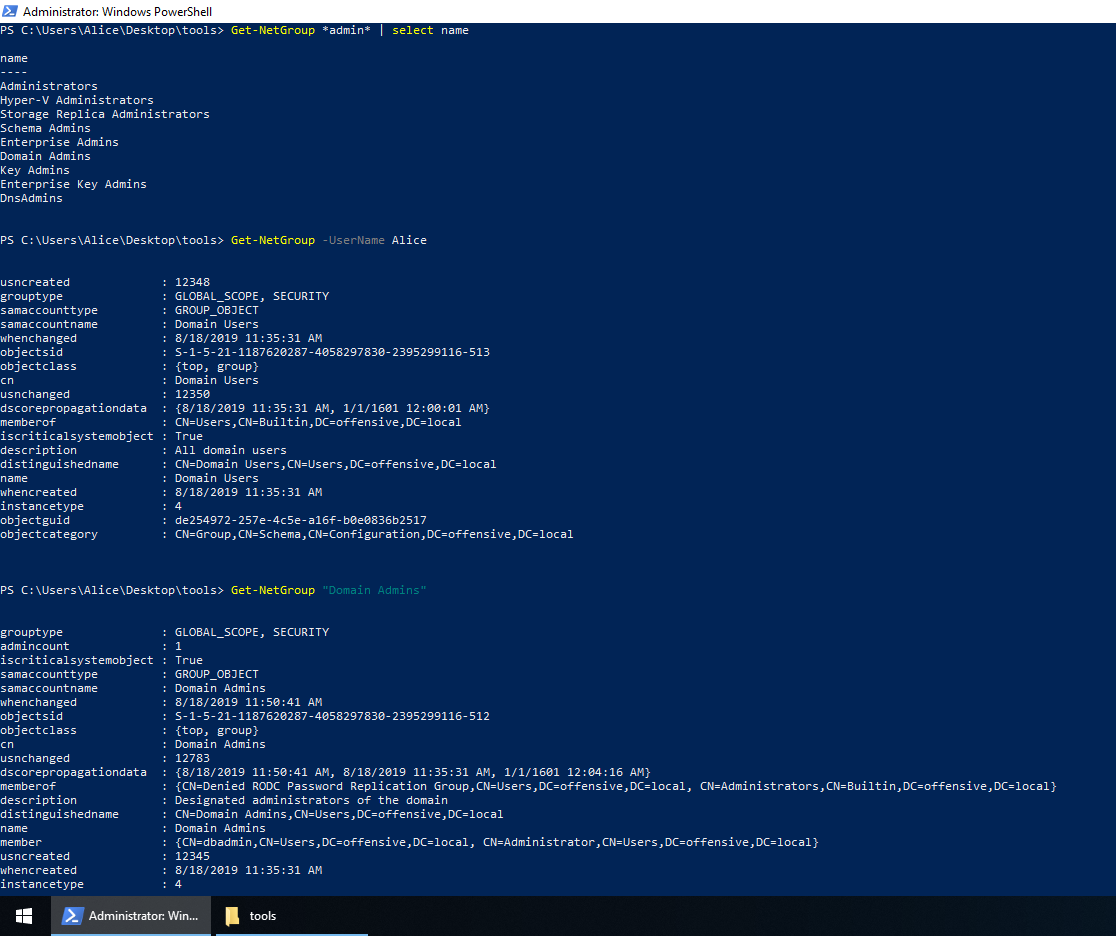 Administrator: Windows PowerShell
PS C:\Users\Alice\Desktop\tools> Get-NetGroup *admin* | select name
name
----
Administrators
Hyper-V Administrators
Storage Replica Administrators
Schema Admins
Enterprise Admins
Domain Admins
Key Admins
Enterprise Key Admins
DnsAdmins
PS C:\Users\Alice\Desktop\tools> Get-NetGroup -UserName Alice
usncreated : 12348
grouptype : GLOBAL_SCOPE, SECURITY
samaccounttype : GROUP_OBJECT
samaccountname : Domain Users
whenchanged : 8/18/2019 11:35:31 AM
objectsid : S-1-5-21-1187620287-4058297830-2395299116-513
objectclass : {top, group}
cn : Domain Users
usnchanged : 12350
dscorepropagationdata : {8/18/2019 11:35:31 AM, 1/1/1601 12:00:01 AM}
memberof : CN=Users,CN=Builtin,DC=offensive,DC=local
iscriticalsystemobject : True
description : All domain users
distinguishedname : CN=Domain Users,CN=Users,DC=offensive,DC=local
name : Domain Users
whencreated : 8/18/2019 11:35:31 AM
instancetype : 4
objectguid : de254972-257e-4c5e-a16f-b0e0836b2517
objectcategory : CN=Group,CN=Schema,CN=Configuration,DC=offensive,DC=local
PS C:\Users\Alice\Desktop\tools> Get-NetGroup "Domain Admins"
grouptype : GLOBAL_SCOPE, SECURITY
admincount : 1
iscriticalsystemobject : True
samaccounttype : GROUP_OBJECT
samaccountname : Domain Admins
whenchanged : 8/18/2019 11:50:41 AM
objectsid : S-1-5-21-1187620287-4058297830-2395299116-512
objectclass : {top, group}
cn : Domain Admins
usnchanged : 12783
dscorepropagationdata : {8/18/2019 11:50:41 AM, 8/18/2019 11:35:31 AM, 1/1/1601 12:04:16 AM}
memberof : {CN=Denied RODC Password Replication Group,CN=Users,DC=offensive,DC=local, CN=Administrators,CN=Builtin,DC=offensive,DC=local}
description : Designated administrators of the domain
distinguishedname : CN=Domain Admins,CN=Users,DC=offensive,DC=local
name : Domain Admins
member : {CN=dbadmin,CN=Users,DC=offensive,DC=local, CN=Administrator,CN=Users,DC=offensive,DC=local}
usncreated : 12345
whencreated : 8/18/2019 11:35:31 AM
instancetype : 4
Administrator: Win...
tools